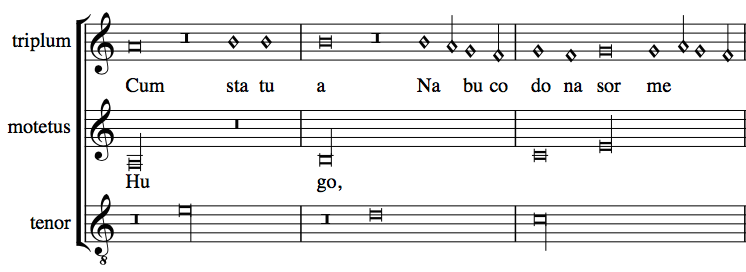 triplum
Cum sta tu a Na bu co do na sor me
motetus
Hu go,
tenor
8